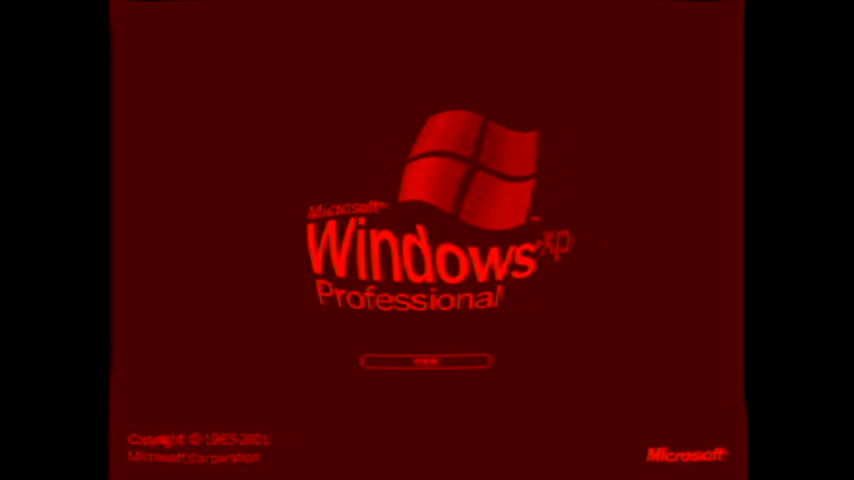 Microsoft®
Windows xp
Professional
Copyright © 1985-2001
Microsoft Corporation
Microsoft®